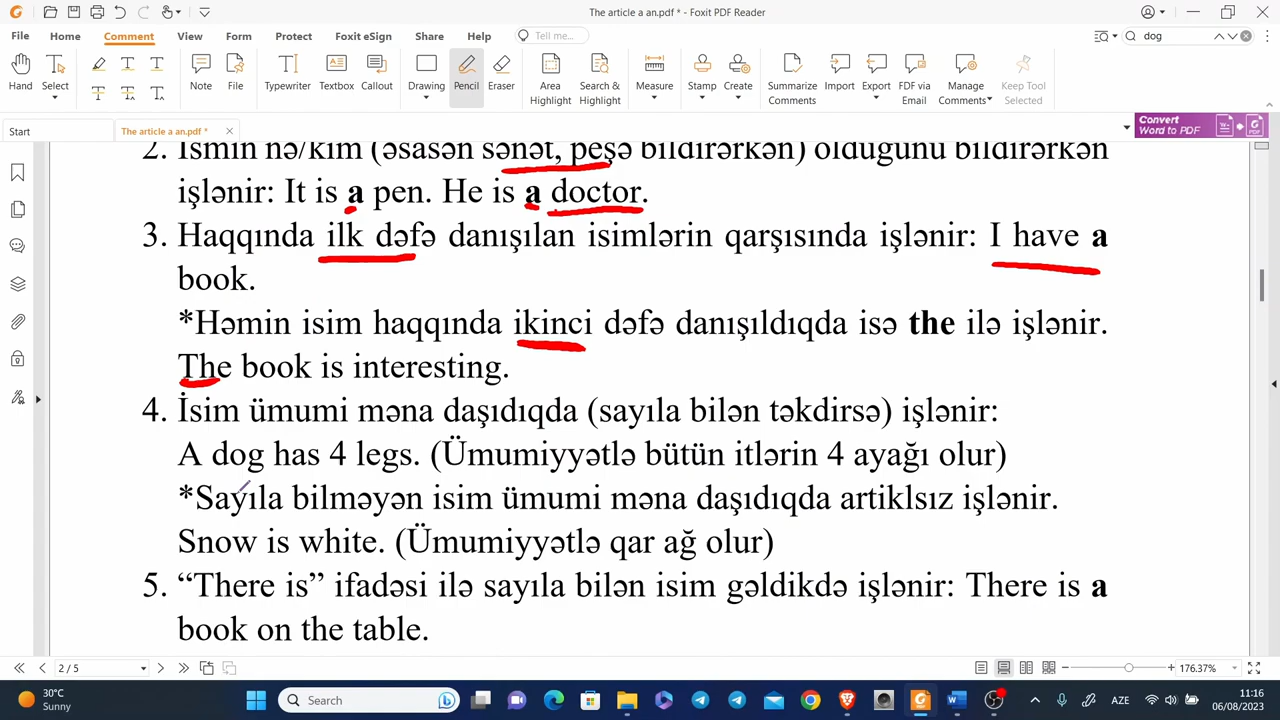 The article a an.pdf * - Foxit PDF Reader
File Home Comment View Form Protect Foxit eSign Share Help Tell me... dog
Hand Select Note File Typewriter Textbox Callout Drawing Pencil Eraser Area Highlight Search & Highlight Measure Stamp Create Summarize Comments Import Export FDF via Email Manage Comments Keep Tool Selected
Start The article a an.pdf * Convert Word to PDF
2. İsmin nə/kim (əsasən sənət, peşə bildirərkən) olduğunu bildirərkən
işlənir: It is a pen. He is a doctor.
3. Haqqında ilk dəfə danışılan isimlərin qarşısında işlənir: I have a
book.
*Həmin isim haqqında ikinci dəfə danışıldıqda isə the ilə işlənir.
The book is interesting.
4. İsim ümumi məna daşıdıqda (sayıla bilən təkdirsə) işlənir:
A dog has 4 legs. (Ümumiyyətlə bütün itlərin 4 ayağı olur)
*Sayıla bilməyən isim ümumi məna daşıdıqda artiklsız işlənir.
Snow is white. (Ümumiyyətlə qar ağ olur)
5. “There is” ifadəsi ilə sayıla bilən isim gəldikdə işlənir: There is a
book on the table.
2 / 5 176.37%
30°C
Sunny
Search
AZE
11:16
06/08/2023